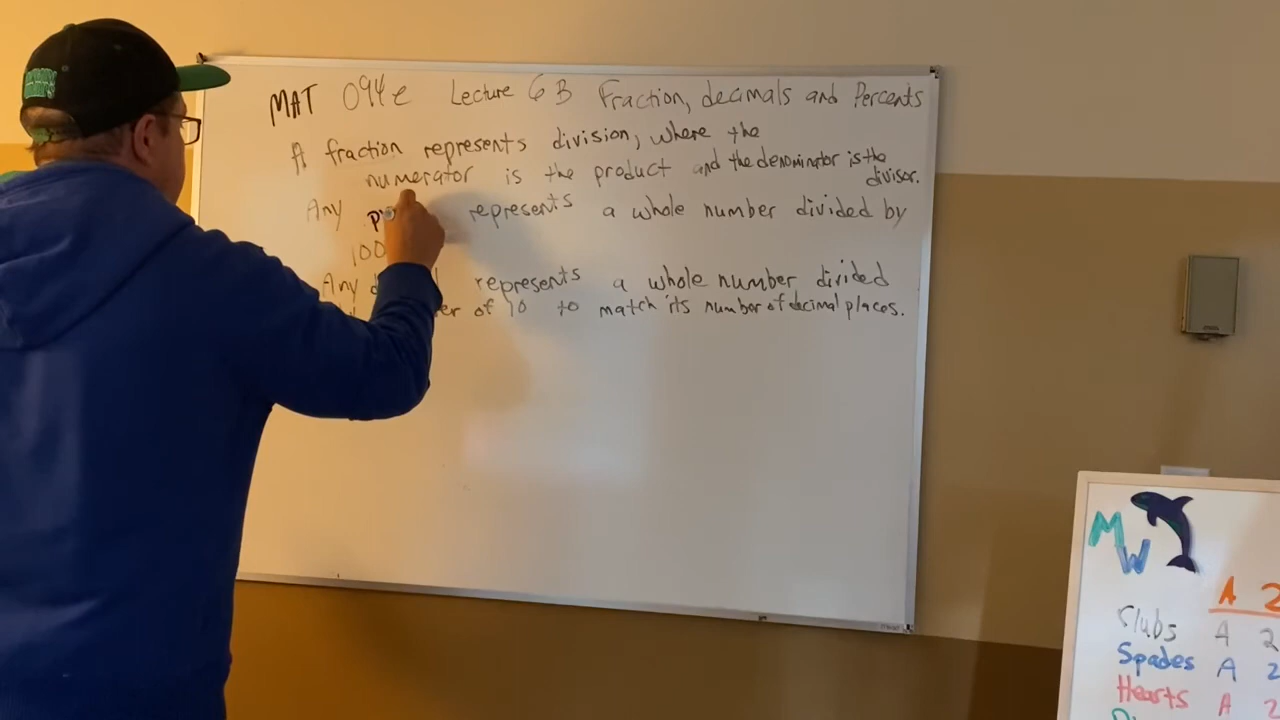 MAT 094e Lecture 6B Fraction, decimals and Percents
A fraction represents division, where the
numerator is the product and the denominator is the
divisor.
Any represents a whole number divided by
100
Any represents a whole number divided
of 10 to match its number of decimal places.
MW
A 2
Clubs A 2
Spades A 2
Hearts A 2